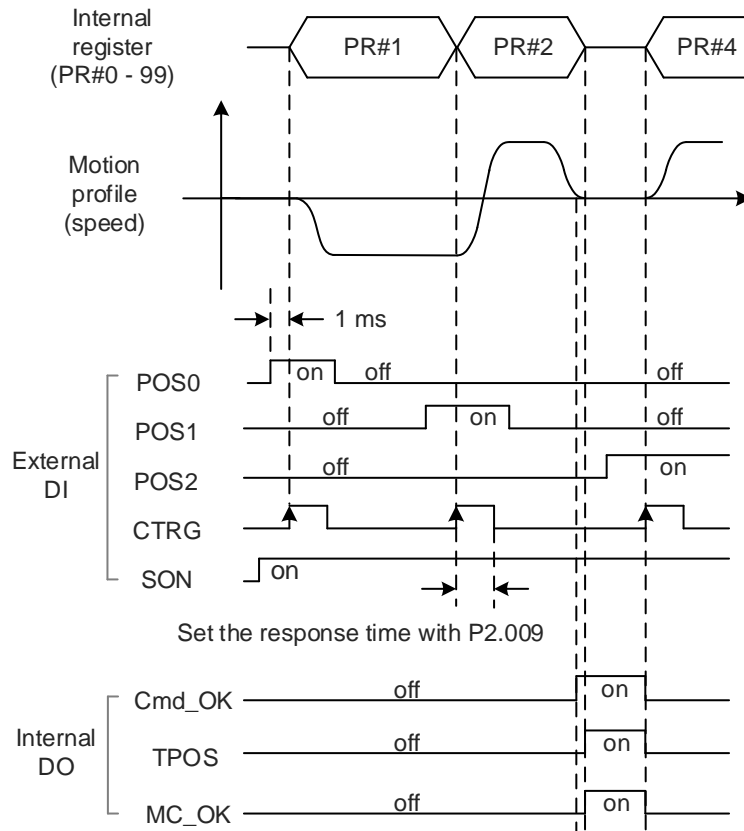 Internal
register
(PR#0 - 99)
PR#1
PR#2
PR#4
Motion
profile
(speed)
1 ms
External
DI
POS0
on
off
off
POS1
off
on
off
POS2
off
on
CTRG
SON
on
Set the response time with P2.009
Internal
DO
Cmd_OK
off
on
TPOS
off
on
MC_OK
off
on